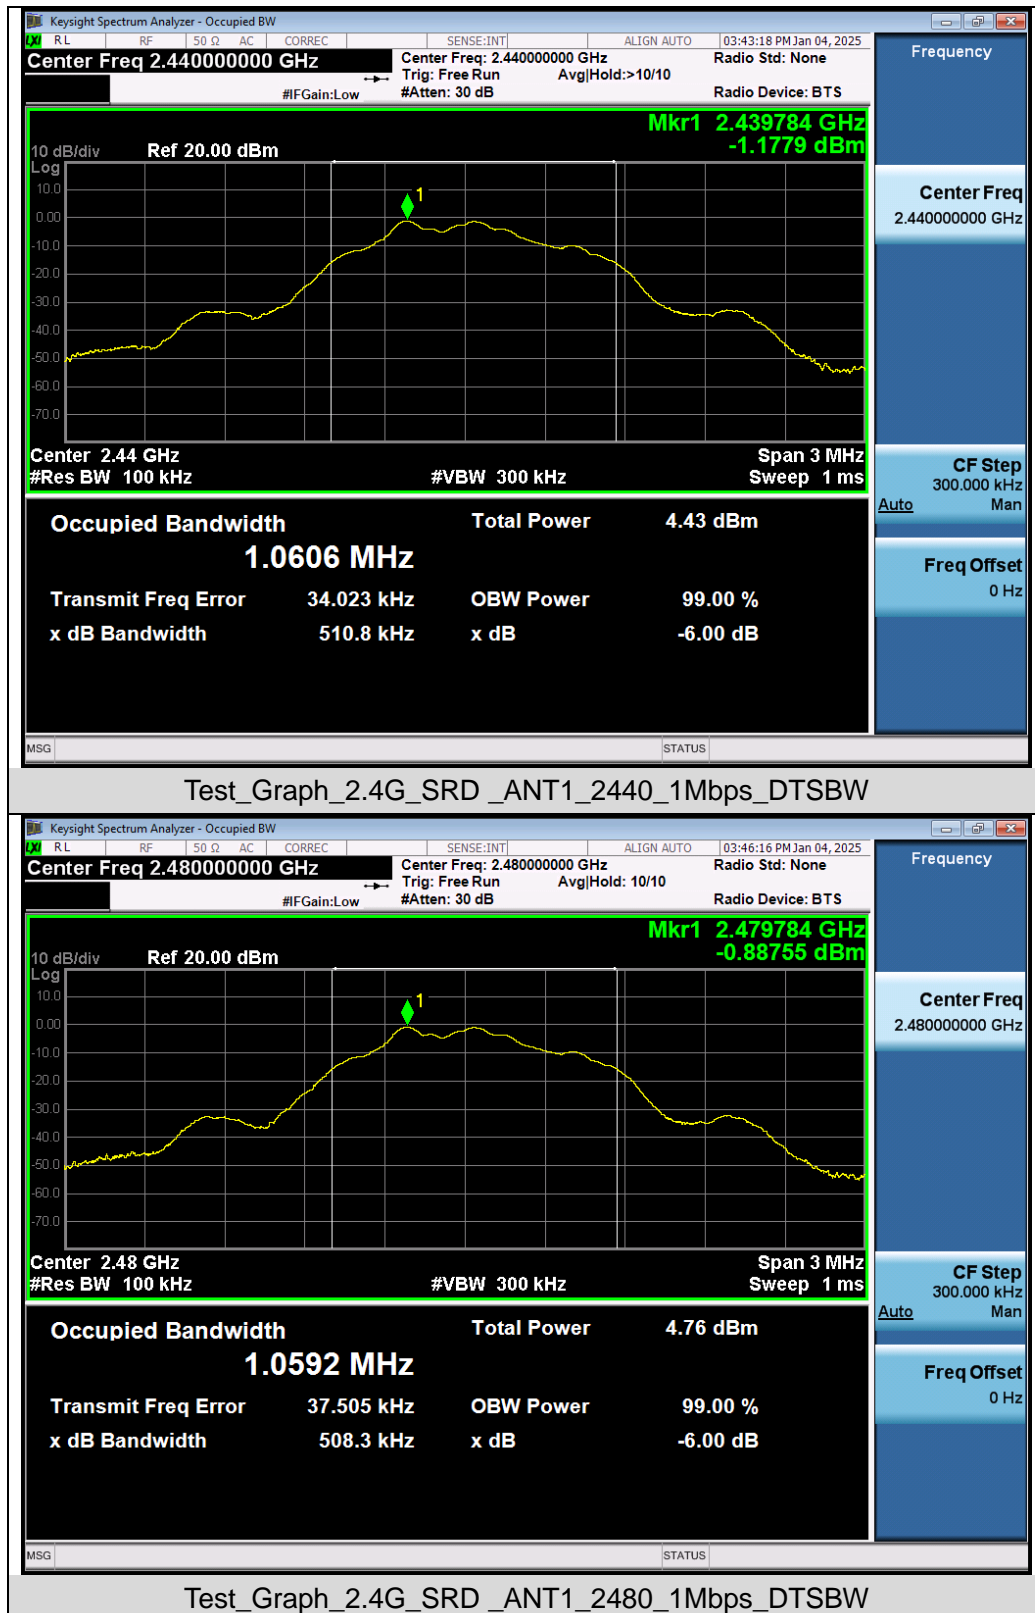 Keysight Spectrum Analyzer - Occupied BW
LXI RL RF 50 Ω AC CORREC SENSE:INT ALIGN AUTO 03:43:18 PM Jan 04, 2025
Center Freq 2.440000000 GHz
Center Freq: 2.440000000 GHz Radio Std: None
Trig: Free Run Avg|Hold:>10/10
#IFGain:Low #Atten: 30 dB Radio Device: BTS
Frequency
Mkr1 2.439784 GHz
-1.1779 dBm
10 dB/div Ref 20.00 dBm
Log
10.0
0.00
-10.0
-20.0
-30.0
-40.0
-50.0
-60.0
-70.0
1
Center 2.44 GHz Span 3 MHz
#Res BW 100 kHz #VBW 300 kHz Sweep 1 ms
Center Freq
2.440000000 GHz
CF Step
300.000 kHz
Auto Man
Freq Offset
0 Hz
Occupied Bandwidth Total Power 4.43 dBm
1.0606 MHz
Transmit Freq Error 34.023 kHz OBW Power 99.00 %
x dB Bandwidth 510.8 kHz x dB -6.00 dB
MSG STATUS
Test_Graph_2.4G_SRD _ANT1_2440_1Mbps_DTSBW
Keysight Spectrum Analyzer - Occupied BW
LXI RL RF 50 Ω AC CORREC SENSE:INT ALIGN AUTO 03:46:16 PM Jan 04, 2025
Center Freq 2.480000000 GHz
Center Freq: 2.480000000 GHz Radio Std: None
Trig: Free Run Avg|Hold: 10/10
#IFGain:Low #Atten: 30 dB Radio Device: BTS
Frequency
Mkr1 2.479784 GHz
-0.88755 dBm
10 dB/div Ref 20.00 dBm
Log
10.0
0.00
-10.0
-20.0
-30.0
-40.0
-50.0
-60.0
-70.0
1
Center 2.48 GHz Span 3 MHz
#Res BW 100 kHz #VBW 300 kHz Sweep 1 ms
Center Freq
2.480000000 GHz
CF Step
300.000 kHz
Auto Man
Freq Offset
0 Hz
Occupied Bandwidth Total Power 4.76 dBm
1.0592 MHz
Transmit Freq Error 37.505 kHz OBW Power 99.00 %
x dB Bandwidth 508.3 kHz x dB -6.00 dB
MSG STATUS
Test_Graph_2.4G_SRD _ANT1_2480_1Mbps_DTSBW